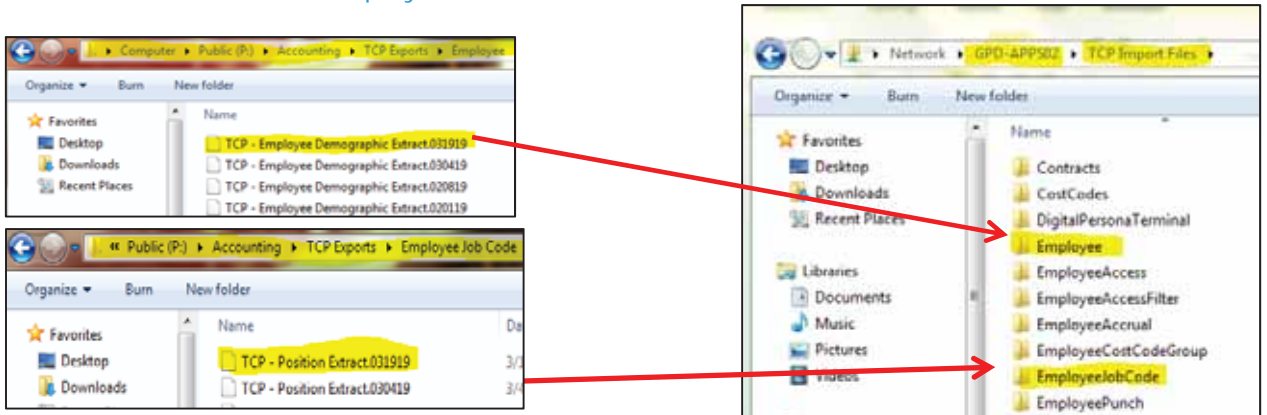 Computer ▸ Public (P:) ▸ Accounting ▸ TCP Exports ▸ Employee
Organize Burn New folder
Favorites
Desktop
Downloads
Recent Places
Name
TCP - Employee Demographic Extract.031919
TCP - Employee Demographic Extract.030419
TCP - Employee Demographic Extract.020819
TCP - Employee Demographic Extract.020119
« Public (P:) ▸ Accounting ▸ TCP Exports ▸ Employee Job Code
Organize Burn New folder
Favorites
Desktop
Downloads
Name
TCP - Position Extract.031919
TCP - Position Extract.030419
Network ▸ GPD-APPS02 ▸ TCP Import Files ▸
Organize Burn New folder
Favorites
Desktop
Downloads
Recent Places
Libraries
Documents
Music
Pictures
Videos
Name
Contracts
CostCodes
DigitalPersonaTerminal
Employee
EmployeeAccess
EmployeeAccessFilter
EmployeeAccrual
EmployeeCostCodeGroup
EmployeeJobCode
EmployeePunch